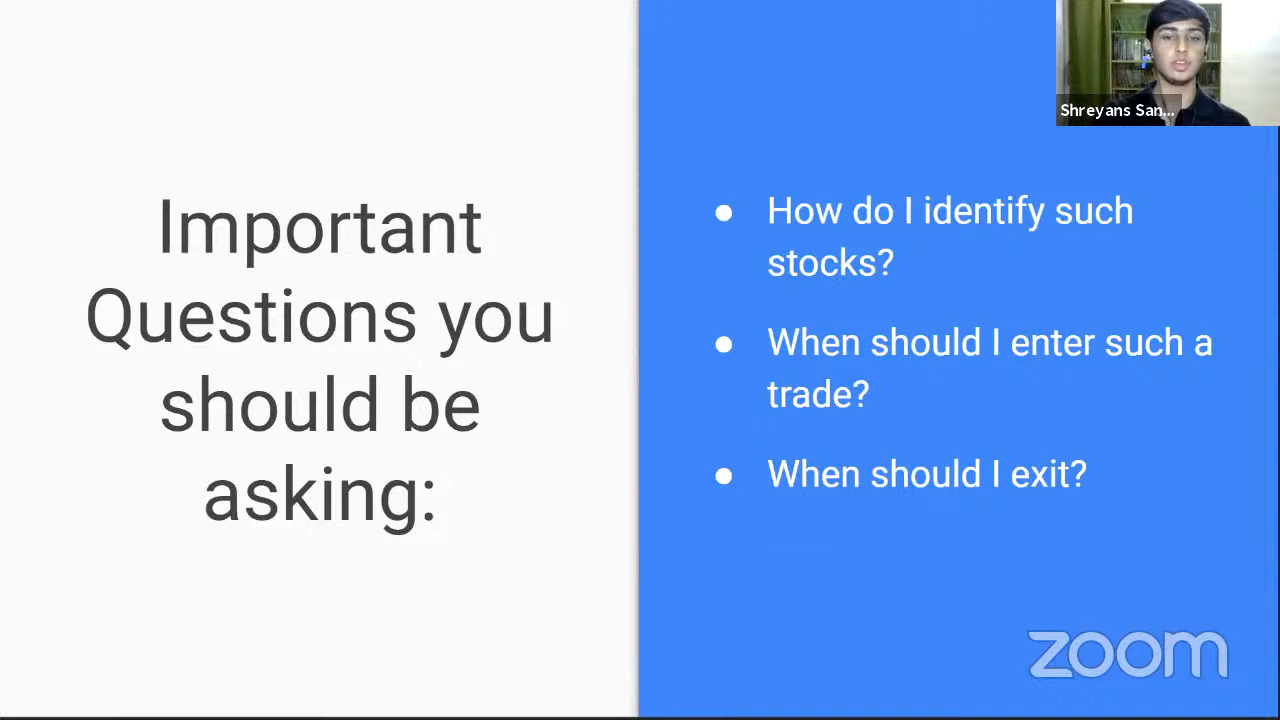 Important
Questions you
should be
asking:
Shreyans San...
● How do I identify such
stocks?
● When should I enter such a
trade?
● When should I exit?
zoom